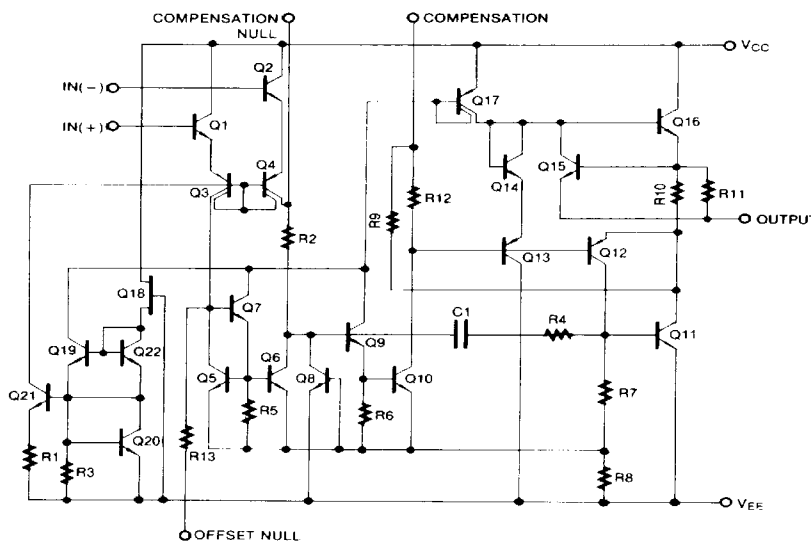 COMPENSATION
NULL
COMPENSATION
VCC
Q2
IN(−)
Q17
IN(+)
Q1
Q16
Q4
Q3
Q14
Q15
R12
R9
R10
R11
OUTPUT
R2
Q13
Q12
Q18
Q7
C1
R4
Q9
Q11
Q19
Q22
Q5
Q6
Q8
Q10
Q21
R5
R6
R7
Q20
R13
R1
R3
R8
VEE
OFFSET NULL